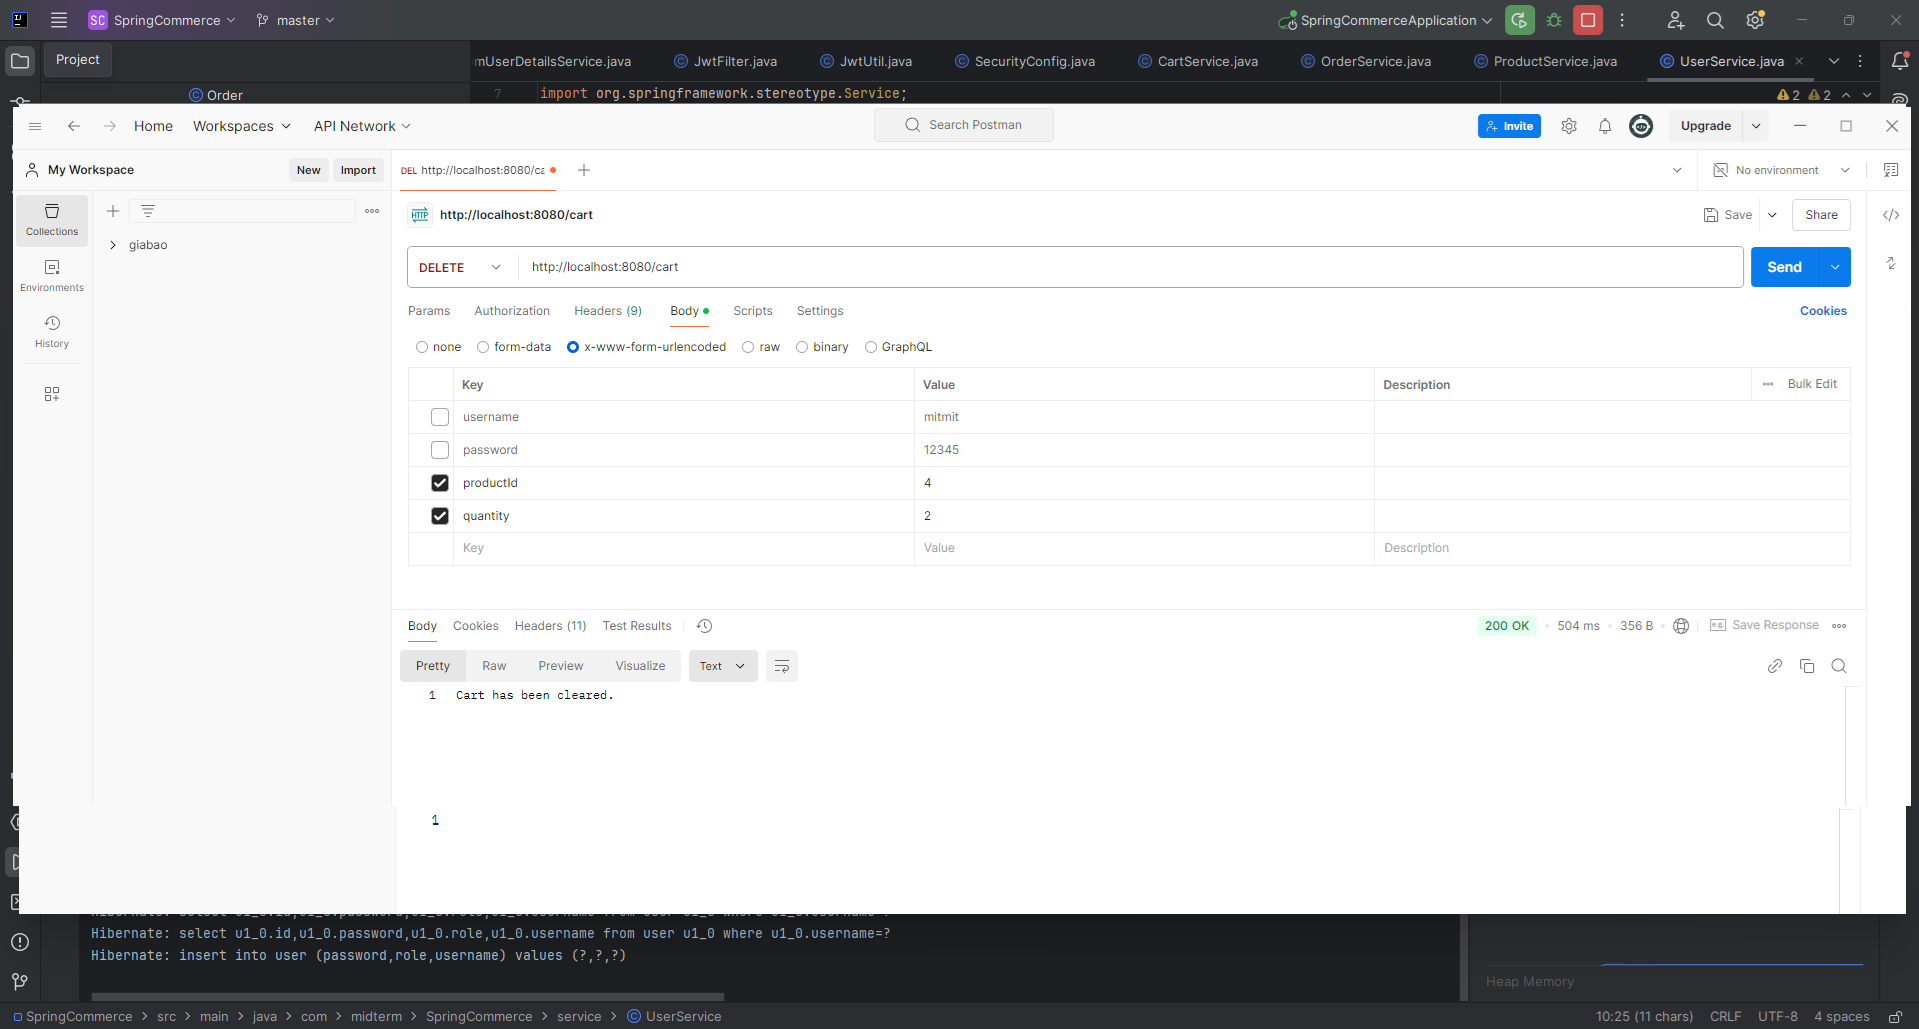 SC SpringCommerce master SpringCommerceApplication
Project mUserDetailsService.java JwtFilter.java JwtUtil.java SecurityConfig.java CartService.java OrderService.java ProductService.java UserService.java
Order 7 import org.springframework.stereotype.Service; 2 2
Home Workspaces API Network Search Postman Invite Upgrade
My Workspace New Import DEL http://localhost:8080/ca No environment
HTTP http://localhost:8080/cart Save Share
Collections
giabao
DELETE http://localhost:8080/cart Send
Environments
Params Authorization Headers (9) Body Scripts Settings Cookies
History
none form-data x-www-form-urlencoded raw binary GraphQL
Key Value Description Bulk Edit
username mitmit
password 12345
productId 4
quantity 2
Key Value Description
Body Cookies Headers (11) Test Results 200 OK 504 ms 356 B e.g. Save Response
Pretty Raw Preview Visualize Text
1 Cart has been cleared.
1
Hibernate: select u1_0.id,u1_0.password,u1_0.role,u1_0.username from user u1_0 where u1_0.username=?
Hibernate: insert into user (password,role,username) values (?,?,?)
Heap Memory
SpringCommerce > src > main > java > com > midterm > SpringCommerce > service > UserService 10:25 (11 chars) CRLF UTF-8 4 spaces